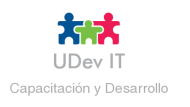 UDev IT
Capacitación y Desarrollo